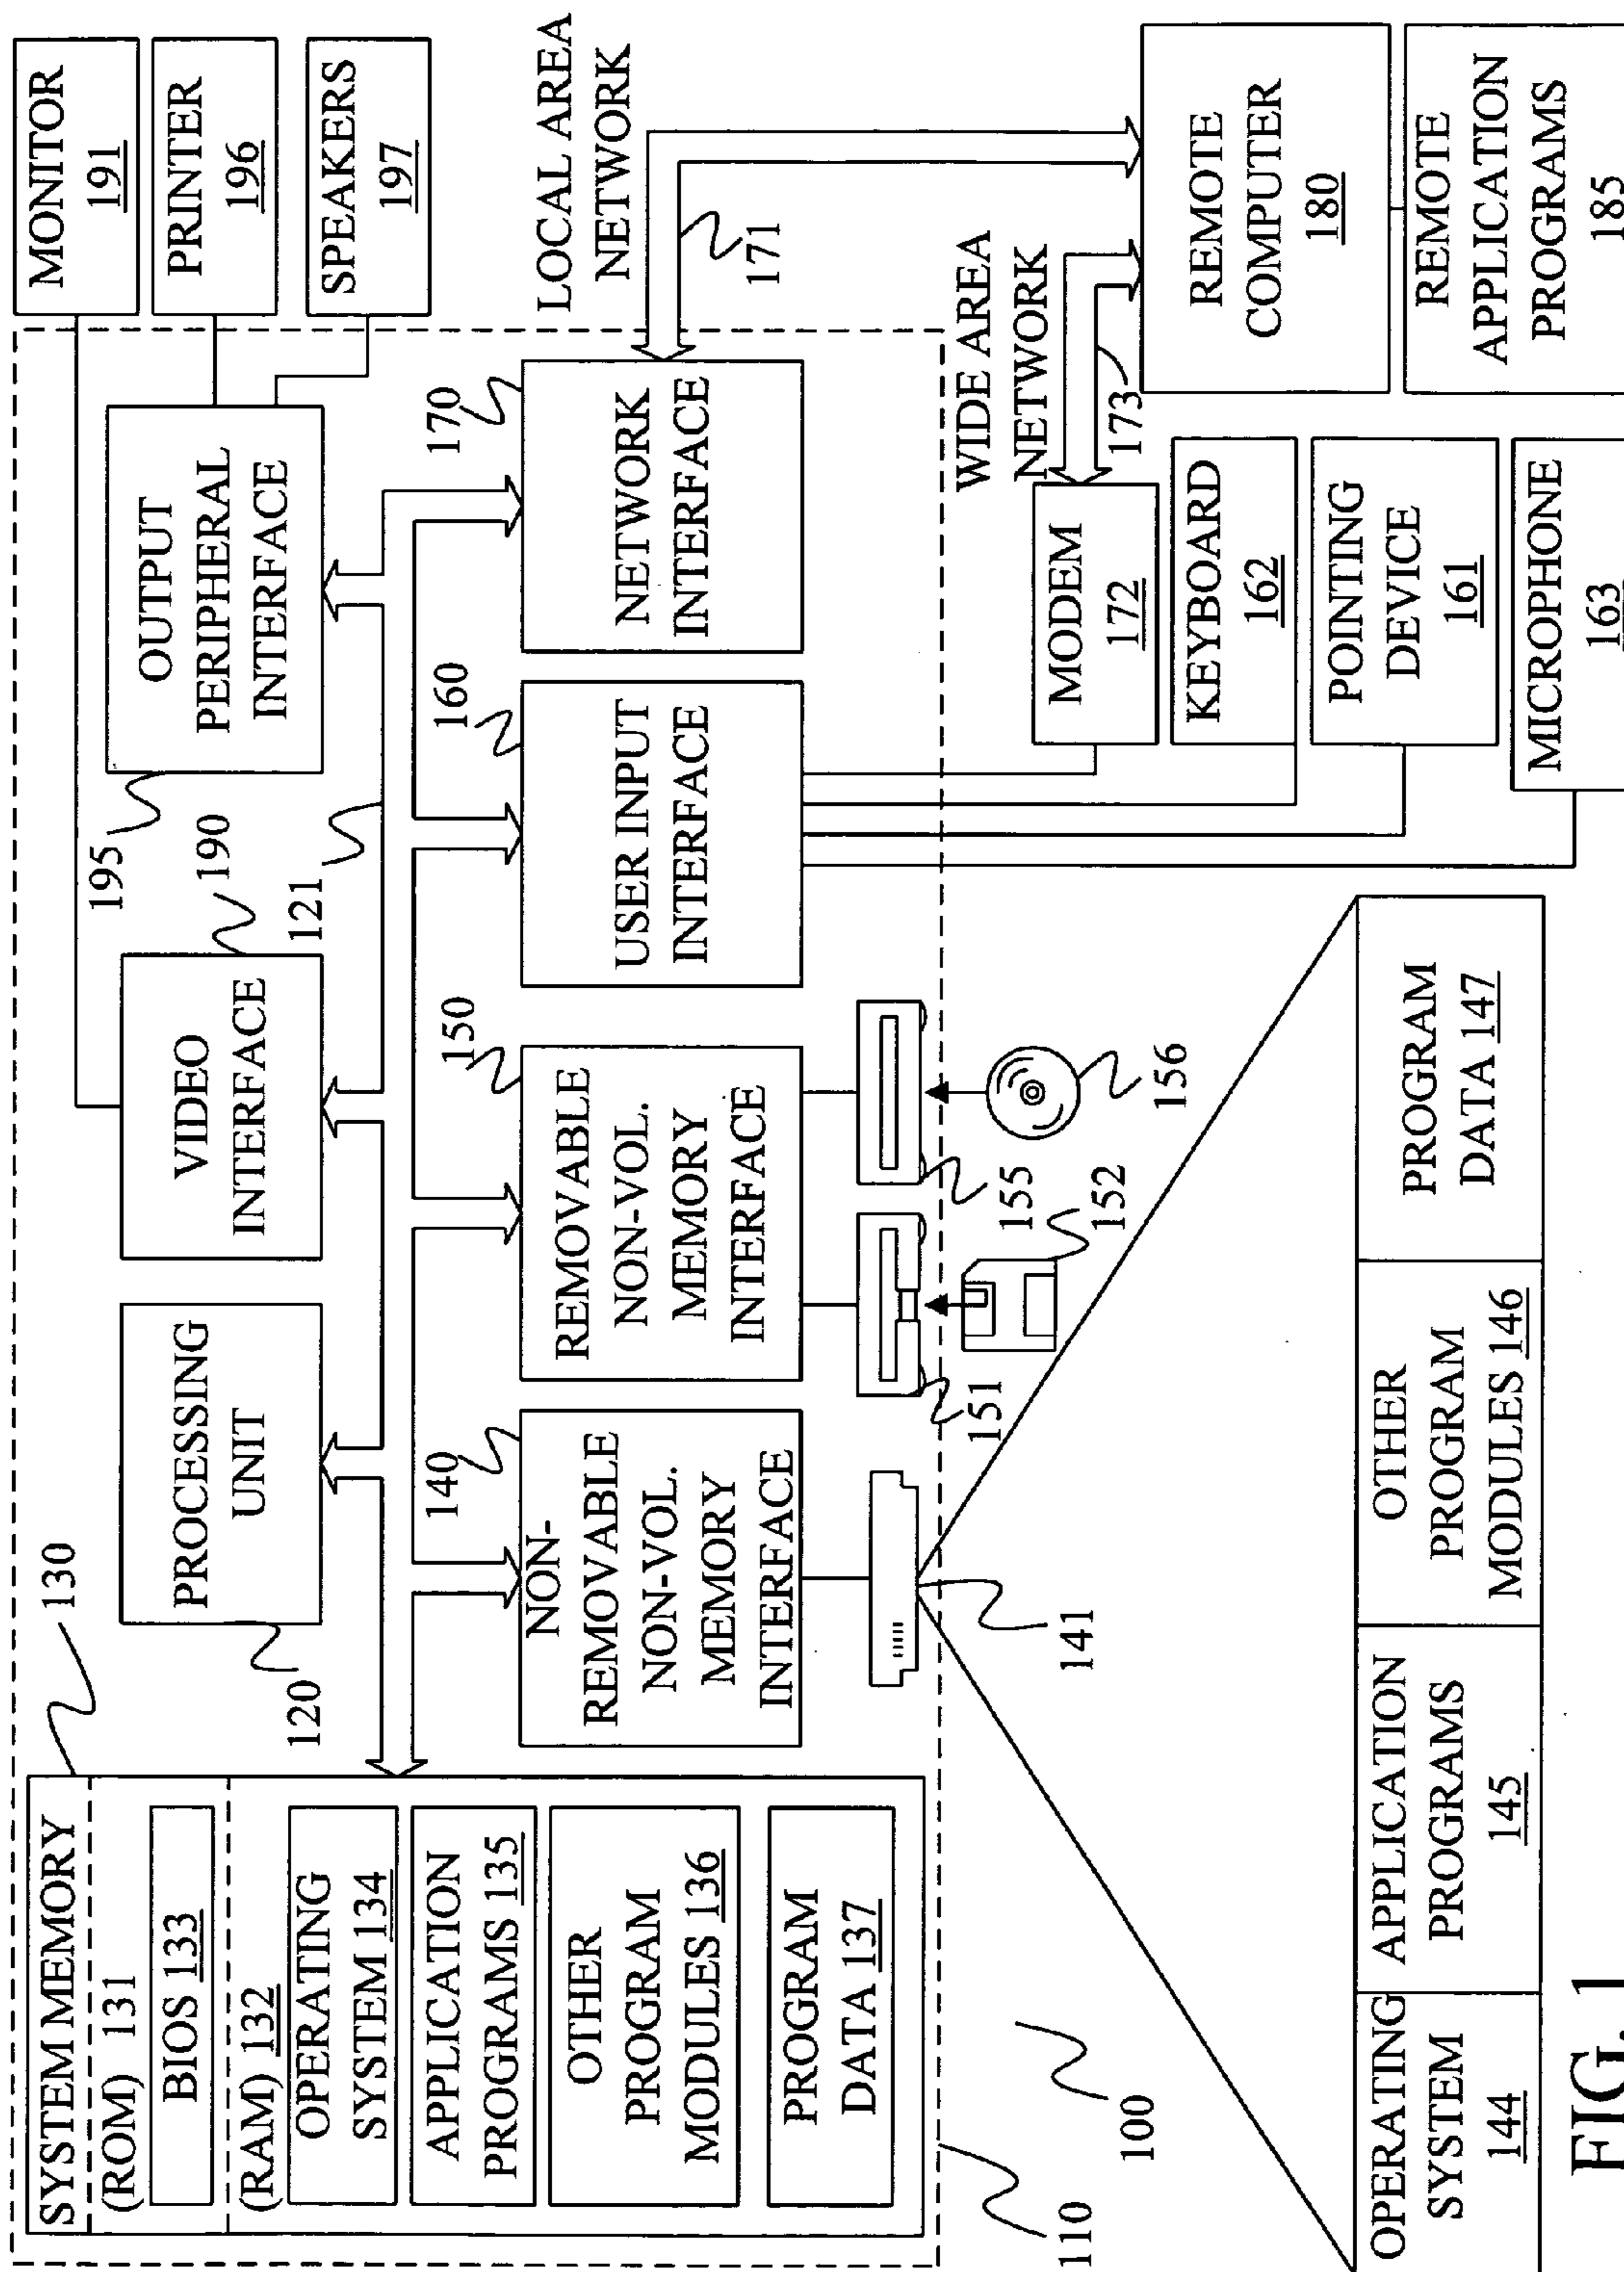 SYSTEM MEMORY
(ROM) 131
BIOS 133
(RAM) 132
OPERATING
SYSTEM 134
APPLICATION
PROGRAMS 135
OTHER
PROGRAM
MODULES 136
PROGRAM
DATA 137
130
120
PROCESSING
UNIT
VIDEO
INTERFACE
190
121
195
OUTPUT
PERIPHERAL
INTERFACE
MONITOR
191
PRINTER
196
SPEAKERS
197
140
NON-
REMOVABLE
NON-VOL.
MEMORY
INTERFACE
150
REMOVABLE
NON-VOL.
MEMORY
INTERFACE
160
USER INPUT
INTERFACE
170
NETWORK
INTERFACE
LOCAL AREA
NETWORK
171
WIDE AREA
NETWORK
173
141
151
152
155
156
MODEM
172
KEYBOARD
162
POINTING
DEVICE
161
MICROPHONE
163
REMOTE
COMPUTER
180
REMOTE
APPLICATION
PROGRAMS
185
110
100
OPERATING
SYSTEM
144
APPLICATION
PROGRAMS
145
OTHER
PROGRAM
MODULES 146
PROGRAM
DATA 147
FIG. 1